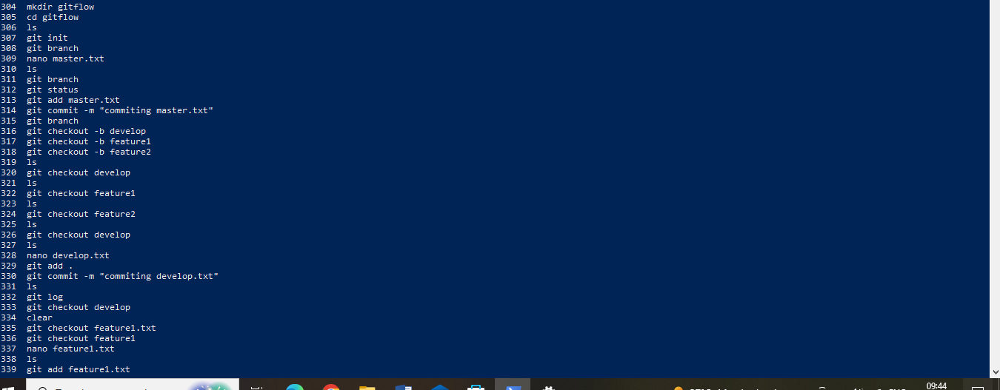 304 mkdir gitflow
305 cd gitflow
306 ls
307 git init
308 git branch
309 nano master.txt
310 ls
311 git branch
312 git status
313 git add master.txt
314 git commit -m "commiting master.txt"
315 git branch
316 git checkout -b develop
317 git checkout -b feature1
318 git checkout -b feature2
319 ls
320 git checkout develop
321 ls
322 git checkout feature1
323 ls
324 git checkout feature2
325 ls
326 git checkout develop
327 ls
328 nano develop.txt
329 git add .
330 git commit -m "commiting develop.txt"
331 ls
332 git log
333 git checkout develop
334 clear
335 git checkout feature1.txt
336 git checkout feature1
337 nano feature1.txt
338 ls
339 git add feature1.txt
09:44